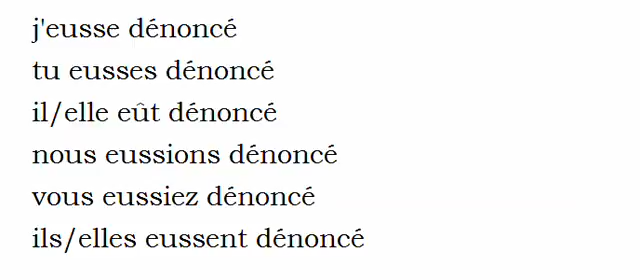 j'eusse dénoncé
tu eusses dénoncé
il/elle eût dénoncé
nous eussions dénoncé
vous eussiez dénoncé
ils/elles eussent dénoncé